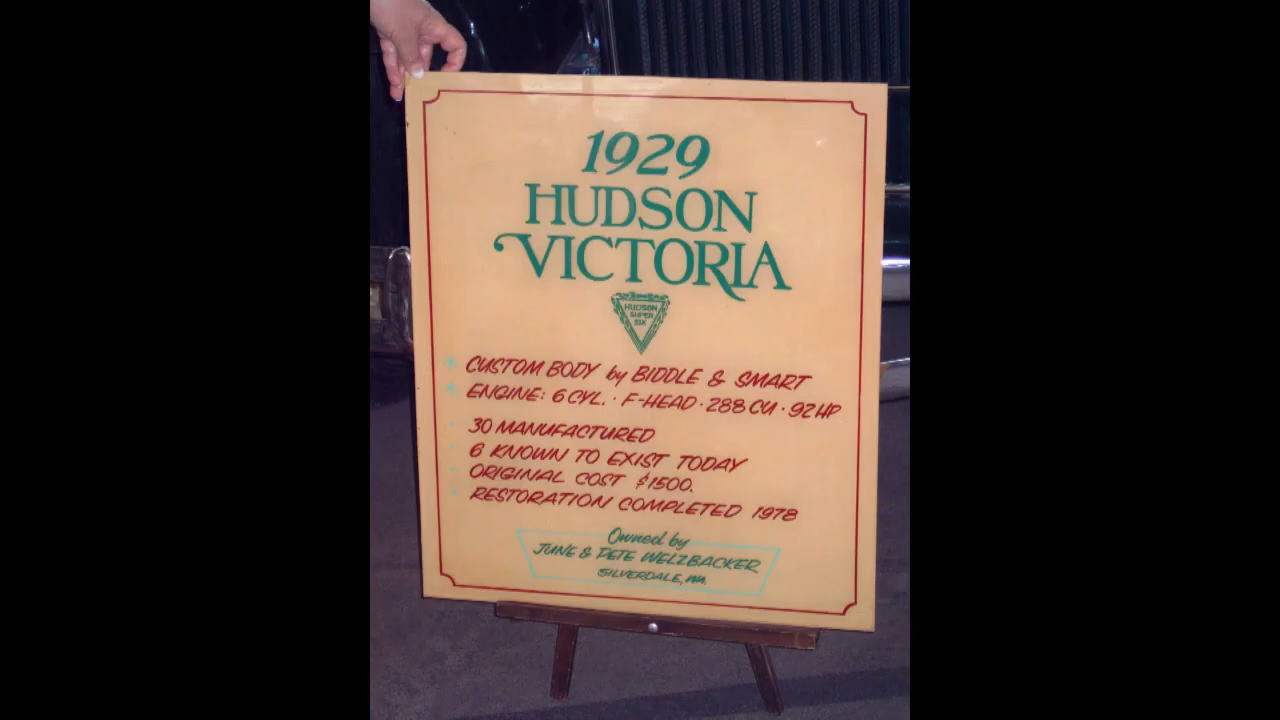 1929
HUDSON
VICTORIA
HUDSON
SUPER
SIX
CUSTOM BODY by BIDDLE & SMART
ENGINE: 6 CYL. · F-HEAD · 288 CU · 92 HP
30 MANUFACTURED
6 KNOWN TO EXIST TODAY
ORIGINAL COST $1500.
RESTORATION COMPLETED 1978
Owned by
JUNE & PETE WELZBACKER
SILVERDALE, WA.